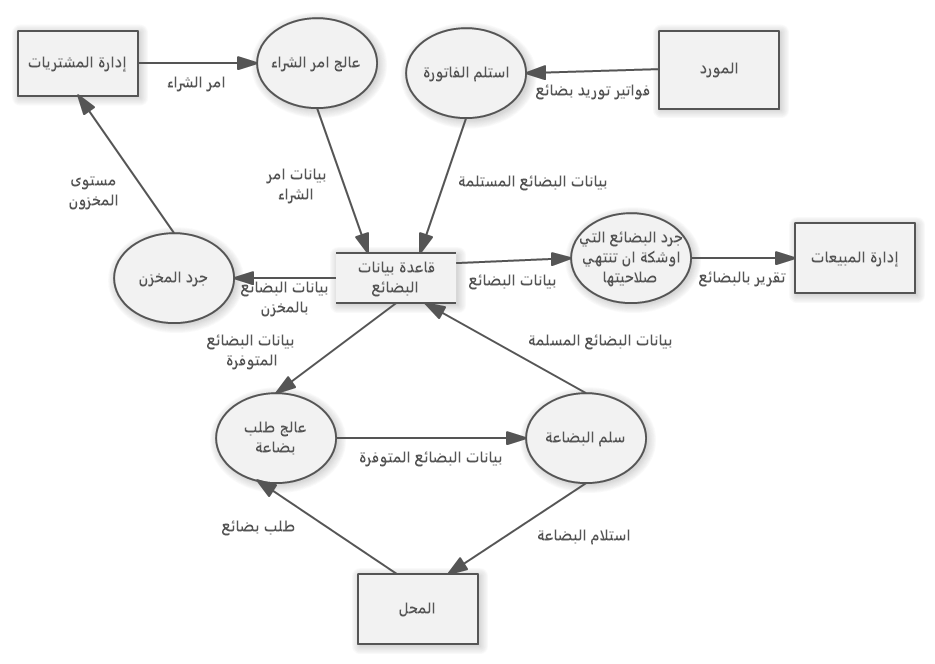 المورد
استلم الفاتورة
عالج امر الشراء
إدارة المشتريات
فواتير توريد بضائع
امر الشراء
بيانات البضائع المستلمة
بيانات امر
الشراء
مستوى
المخزون
جرد البضائع التي
اوشكة ان تنتهي
صلاحيتها
إدارة المبيعات
قاعدة بيانات
البضائع
جرد المخزن
تقرير بالبضائع
بيانات البضائع
بيانات البضائع
بالمخزن
بيانات البضائع المسلمة
بيانات البضائع
المتوفرة
سلم البضاعة
عالج طلب
بضاعة
بيانات البضائع المتوفرة
استلام البضاعة
طلب بضائع
المحل